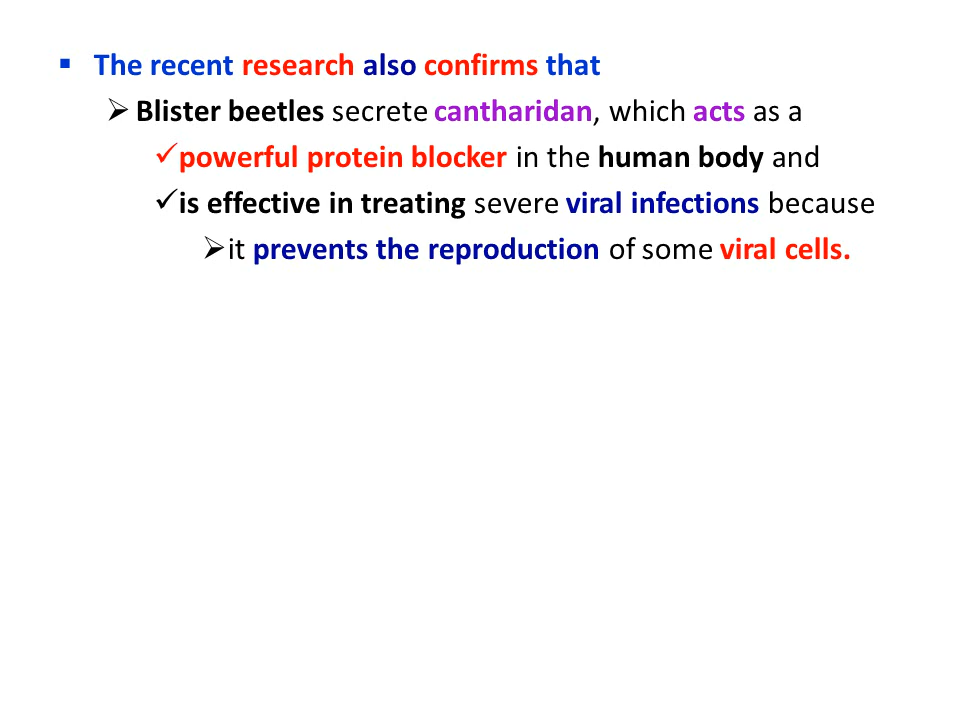 ▪ The recent research also confirms that
➢ Blister beetles secrete cantharidan, which acts as a
✓ powerful protein blocker in the human body and
✓ is effective in treating severe viral infections because
➢ it prevents the reproduction of some viral cells.